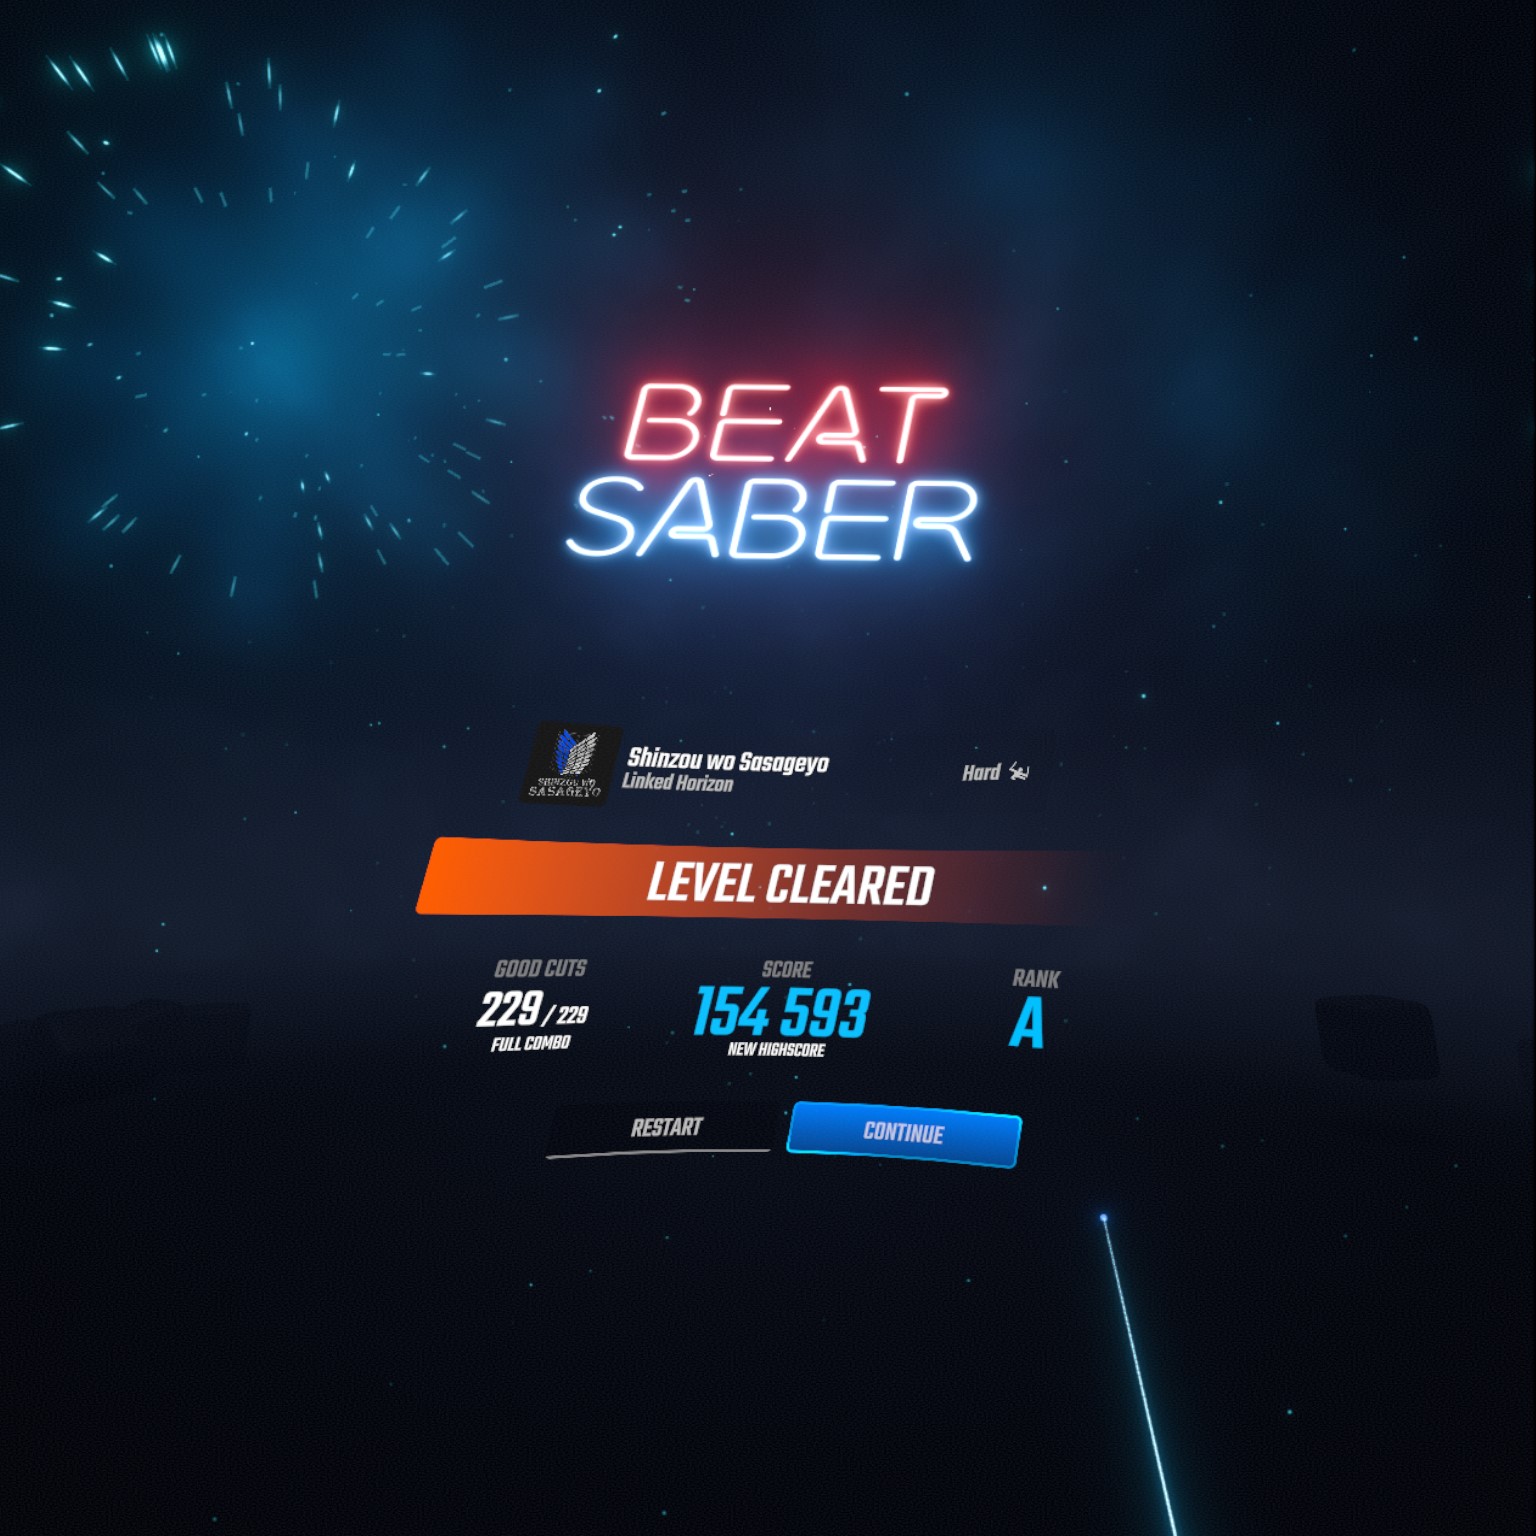 BEAT
SABER
SHINZOU WO
SASAGEYO
Shinzou wo Sasageyo
Linked Horizon
Hard
LEVEL CLEARED
GOOD CUTS
SCORE
RANK
229 / 229
154 593
A
FULL COMBO
NEW HIGHSCORE
RESTART
CONTINUE